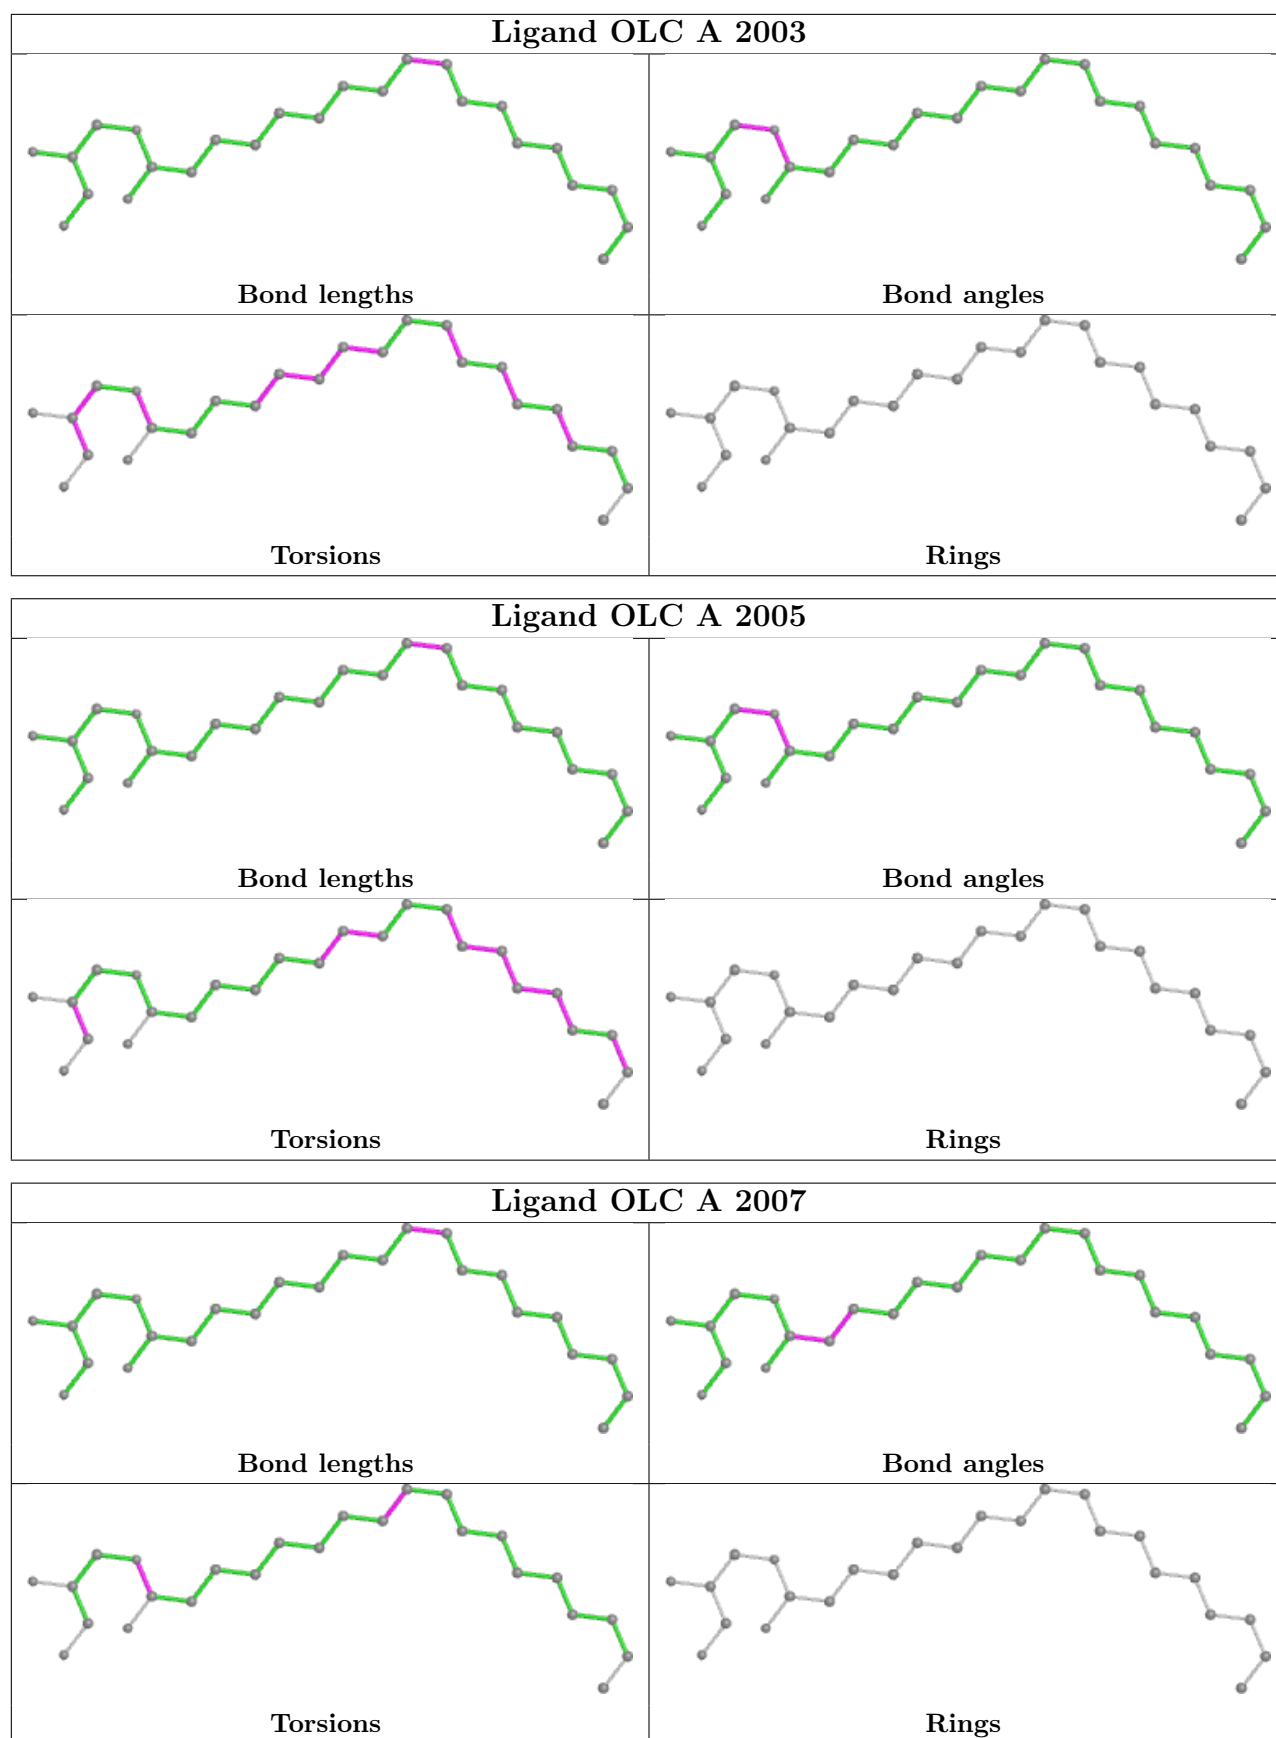 Ligand OLC A 2003
Bond lengths
Bond angles
Torsions
Rings
Ligand OLC A 2005
Bond lengths
Bond angles
Torsions
Rings
Ligand OLC A 2007
Bond lengths
Bond angles
Torsions
Rings